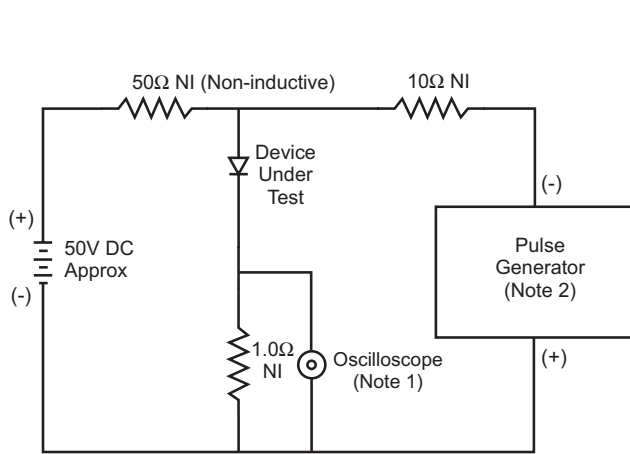 50Ω NI (Non-inductive)
10Ω NI
Device
Under
Test
(-)
(+)
50V DC
Approx
(-)
Pulse
Generator
(Note 2)
1.0Ω
NI
Oscilloscope
(Note 1)
(+)